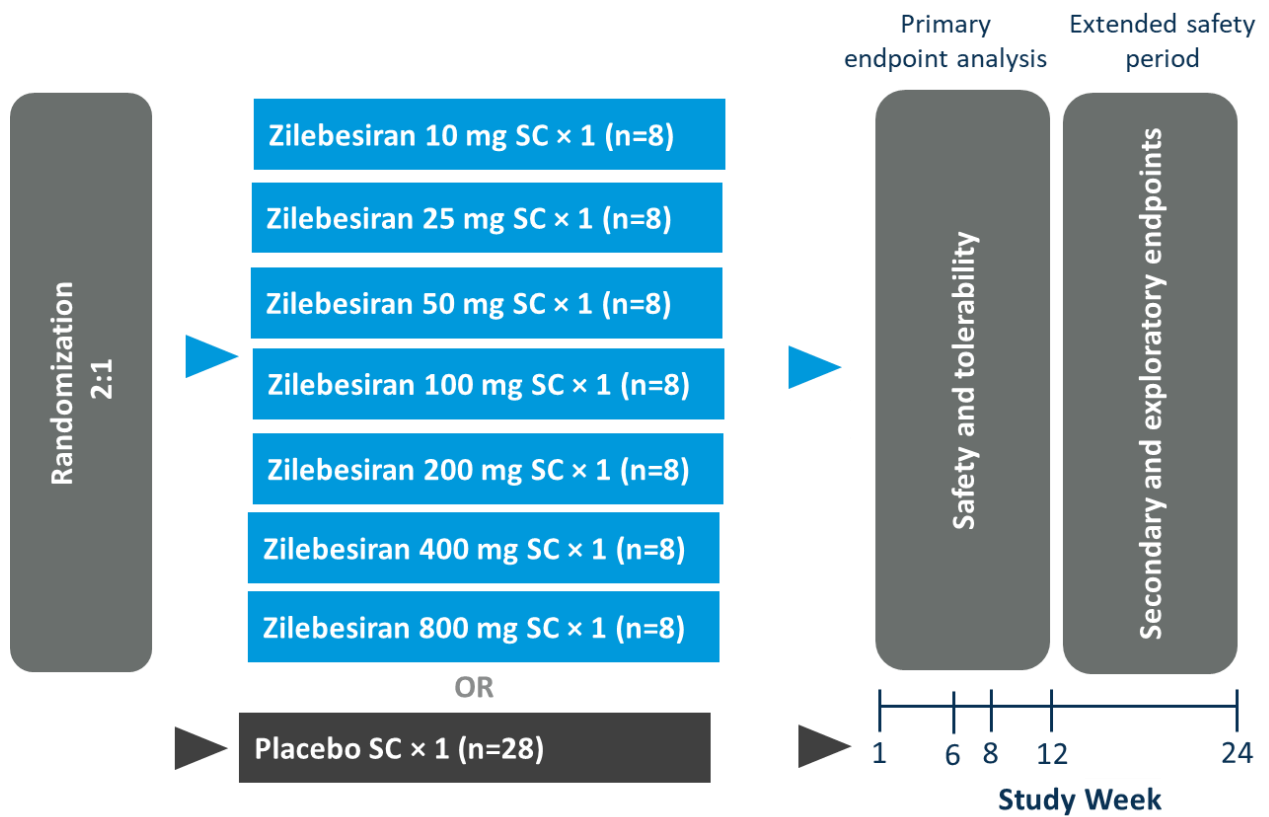 Primary
endpoint analysis
Extended safety
period
Randomization
2:1
Zilebesiran 10 mg SC × 1 (n=8)
Zilebesiran 25 mg SC × 1 (n=8)
Zilebesiran 50 mg SC × 1 (n=8)
Zilebesiran 100 mg SC × 1 (n=8)
Zilebesiran 200 mg SC × 1 (n=8)
Zilebesiran 400 mg SC × 1 (n=8)
Zilebesiran 800 mg SC × 1 (n=8)
OR
Placebo SC × 1 (n=28)
Safety and tolerability
Secondary and exploratory endpoints
1 6 8 12 24
Study Week